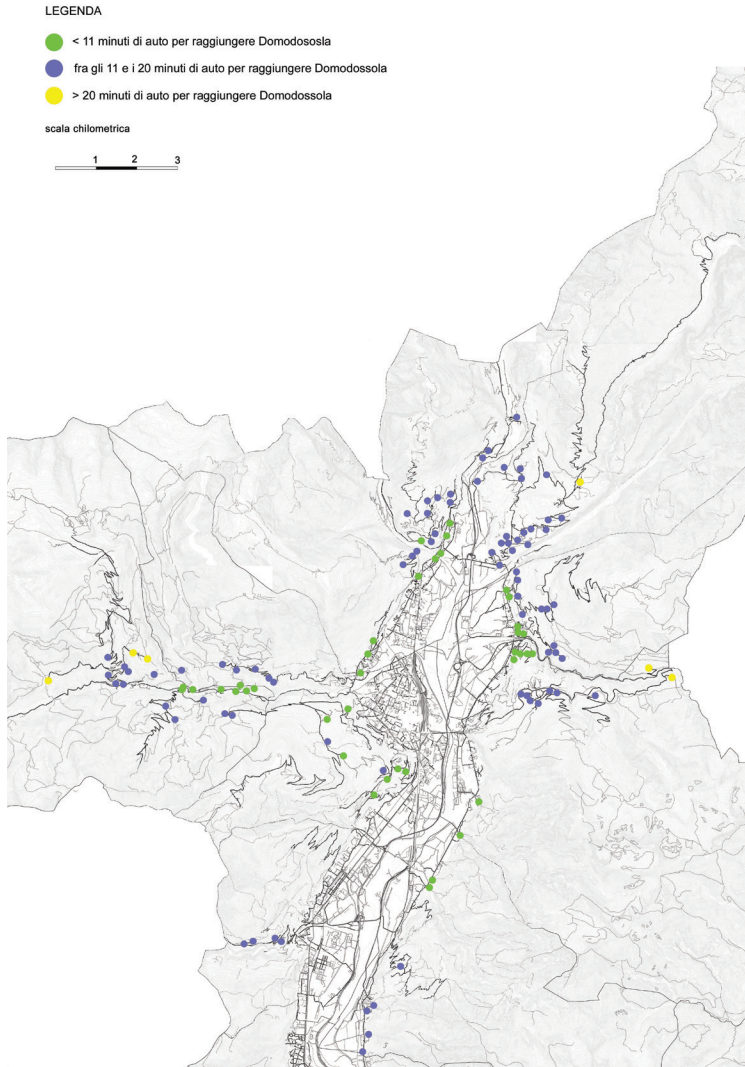 LEGENDA
< 11 minuti di auto per raggiungere Domodososla
fra gli 11 e i 20 minuti di auto per raggiungere Domodossola
> 20 minuti di auto per raggiungere Domodossola
scala chilometrica
1 2 3